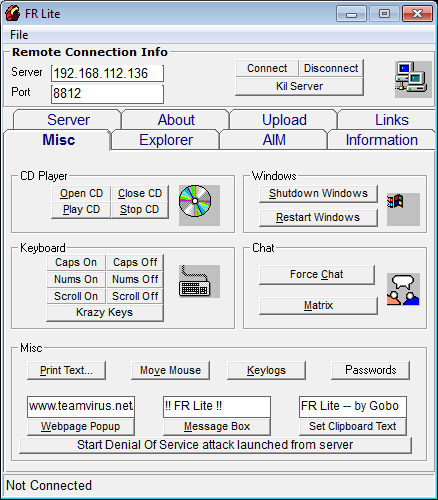 FR Lite
File
Remote Connection Info
Server 192.168.112.136 Connect Disconnect
Port 8812 Kil Server
Server About Upload Links
Misc Explorer AIM Information
CD Player Windows
Open CD Close CD Shutdown Windows
Play CD Stop CD Restart Windows
Keyboard Chat
Caps On Caps Off Force Chat
Nums On Nums Off
Scroll On Scroll Off Matrix
Krazy Keys
Misc
Print Text... Move Mouse Keylogs Passwords
www.teamvirus.net !! FR Lite !! FR Lite -- by Gobo
Webpage Popup Message Box Set Clipboard Text
Start Denial Of Service attack launched from server
Not Connected